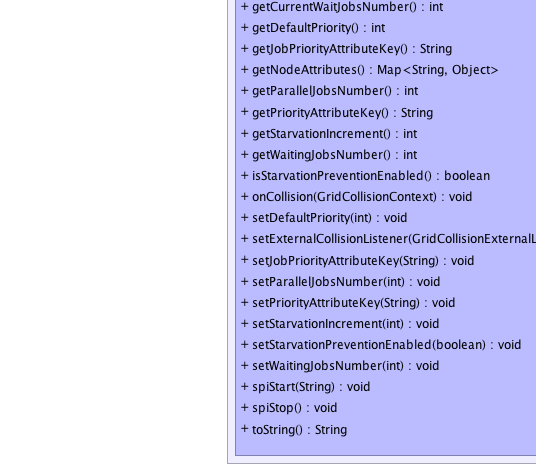 + getCurrentWaitJobsNumber() : int
+ getDefaultPriority() : int
+ getJobPriorityAttributeKey() : String
+ getNodeAttributes() : Map<String, Object>
+ getParallelJobsNumber() : int
+ getPriorityAttributeKey() : String
+ getStarvationIncrement() : int
+ getWaitingJobsNumber() : int
+ isStarvationPreventionEnabled() : boolean
+ onCollision(GridCollisionContext) : void
+ setDefaultPriority(int) : void
+ setExternalCollisionListener(GridCollisionExternalL
+ setJobPriorityAttributeKey(String) : void
+ setParallelJobsNumber(int) : void
+ setPriorityAttributeKey(String) : void
+ setStarvationIncrement(int) : void
+ setStarvationPreventionEnabled(boolean) : void
+ setWaitingJobsNumber(int) : void
+ spiStart(String) : void
+ spiStop() : void
+ toString() : String